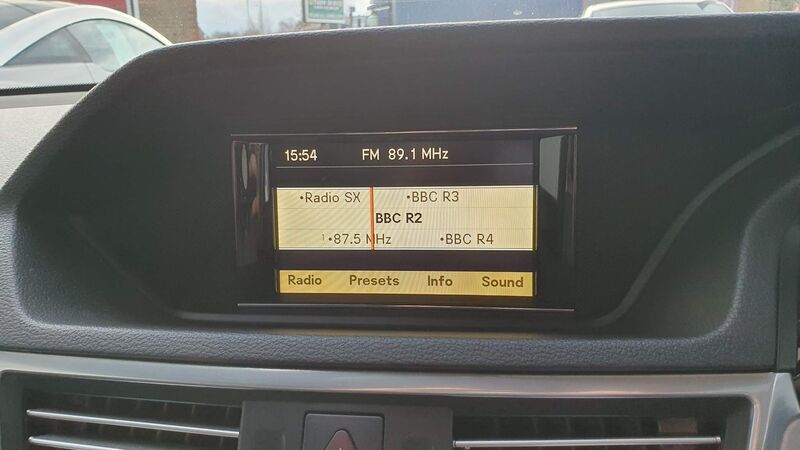 15:54 FM 89.1 MHz
•Radio SX •BBC R3
BBC R2
1•87.5 MHz •BBC R4
Radio Presets Info Sound